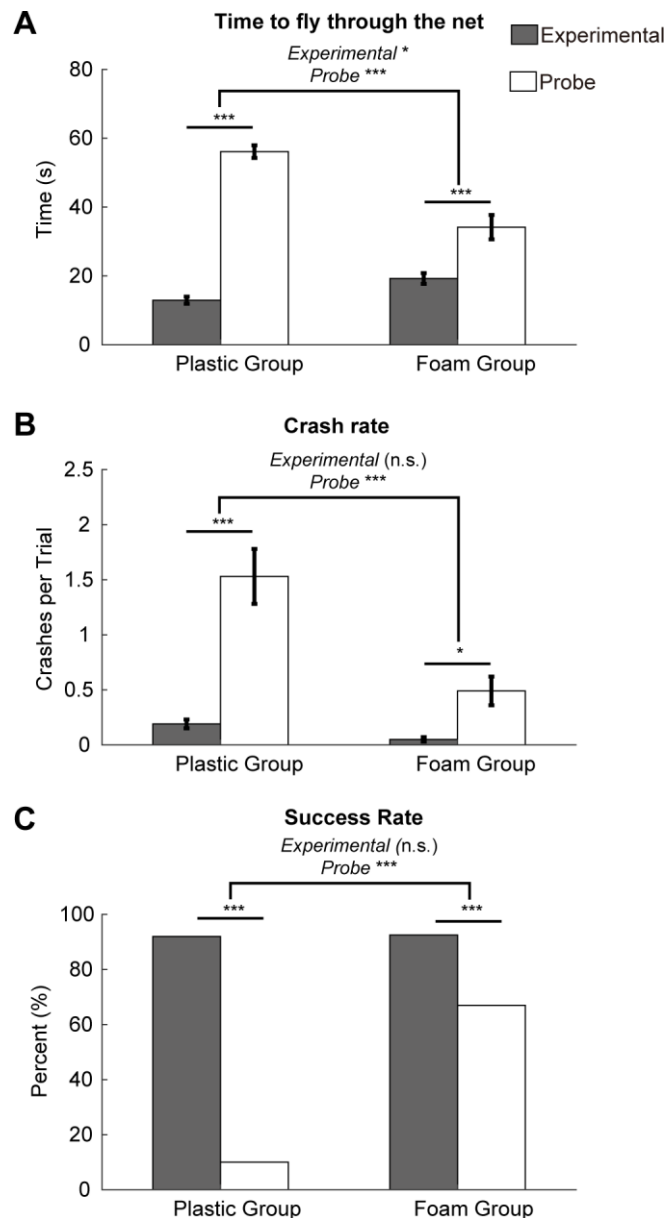 A
Time to fly through the net
Experimental *
Probe ***
Experimental
Probe
80
60
40
20
0
Time (s)
***
***
Plastic Group
Foam Group
B
Crash rate
Experimental (n.s.)
Probe ***
2.5
2
1.5
1
0.5
0
Crashes per Trial
***
*
Plastic Group
Foam Group
C
Success Rate
Experimental (n.s.)
Probe ***
100
80
60
40
20
0
Percent (%)
***
***
Plastic Group
Foam Group